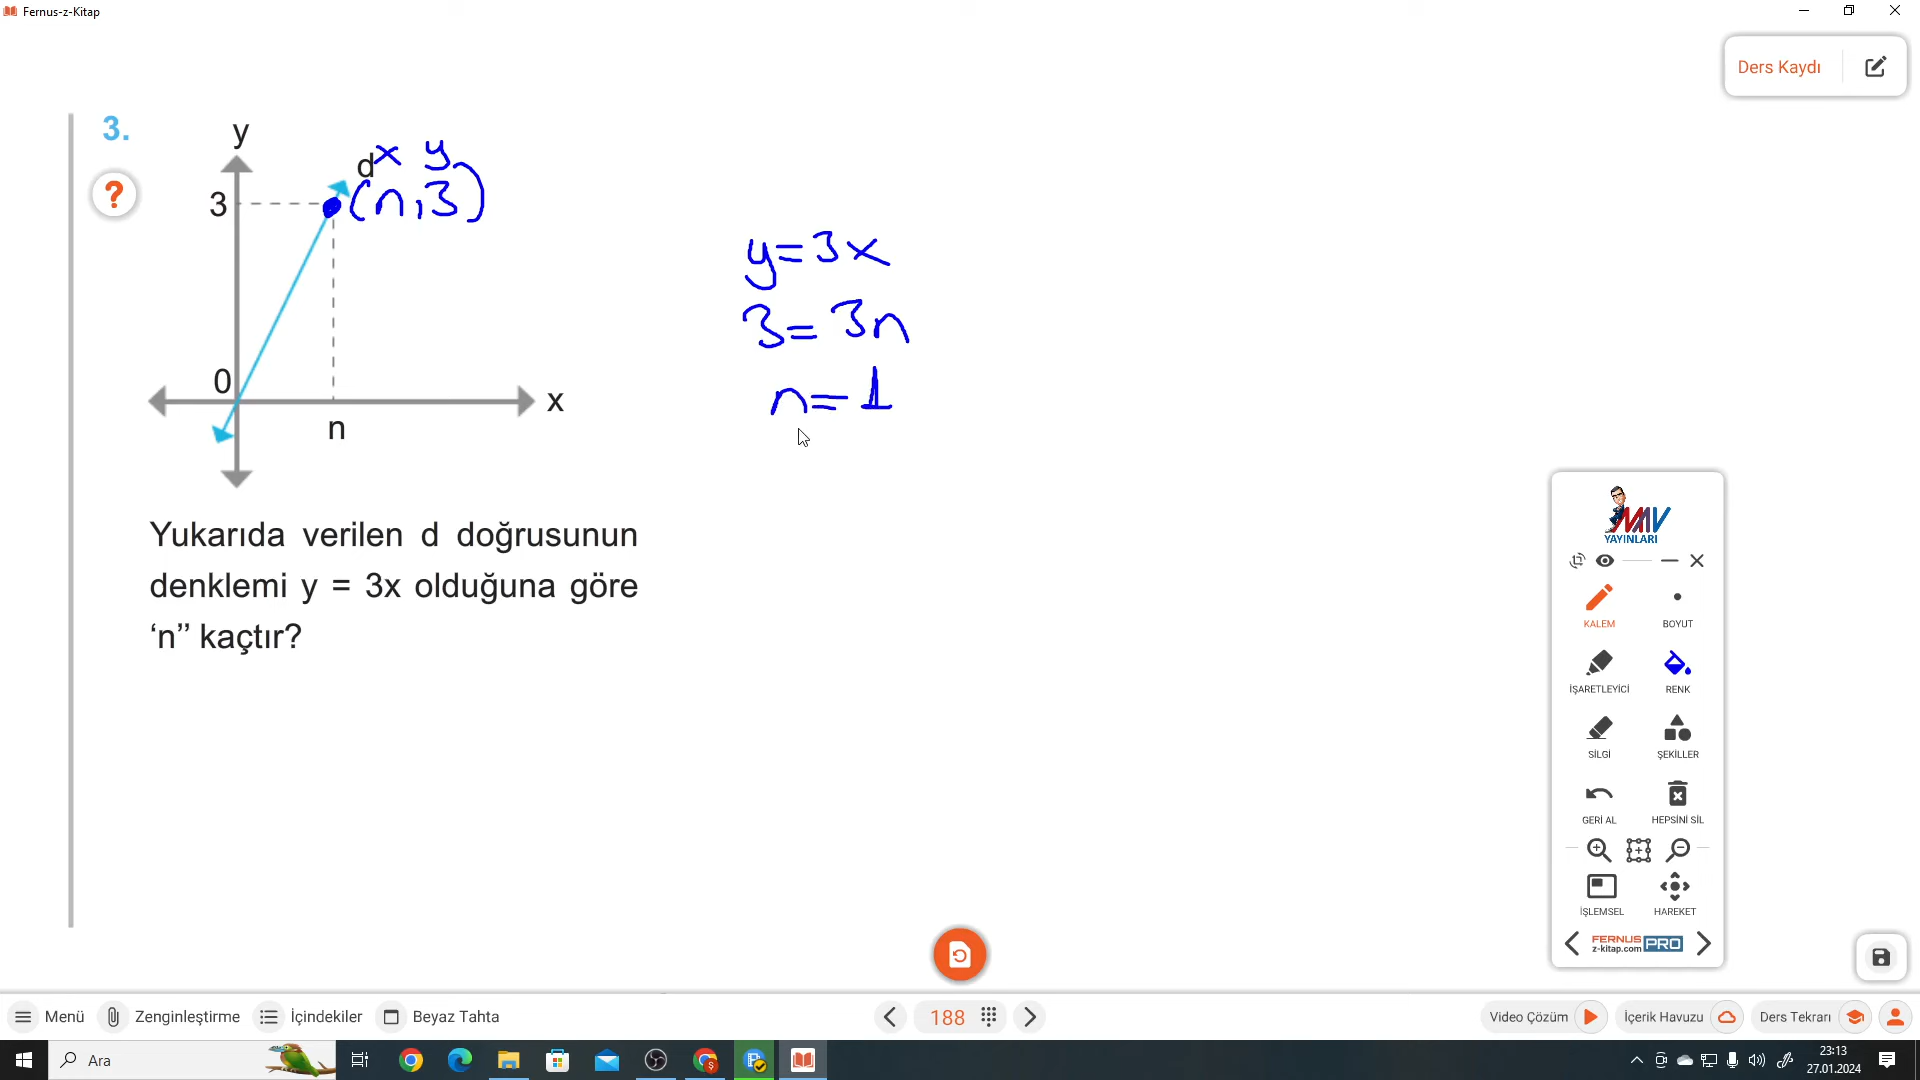 Fernus-z-Kitap
Ders Kaydı
3.
?
y
d
x y
3
(n,3)
y=3x
3=3n
n=1
0
x
n
Yukarıda verilen d doğrusunun
denklemi y = 3x olduğuna göre
‘n’’ kaçtır?
MAV
YAYINLARI
KALEM
BOYUT
İŞARETLEYİCİ
RENK
SİLGİ
ŞEKİLLER
GERİ AL
HEPSİNİ SİL
İŞLEMSEL
HAREKET
FERNUS
z-kitap.com PRO
Menü
Zenginleştirme
İçindekiler
Beyaz Tahta
188
Video Çözüm
İçerik Havuzu
Ders Tekrarı
Ara
23:13
27.01.2024